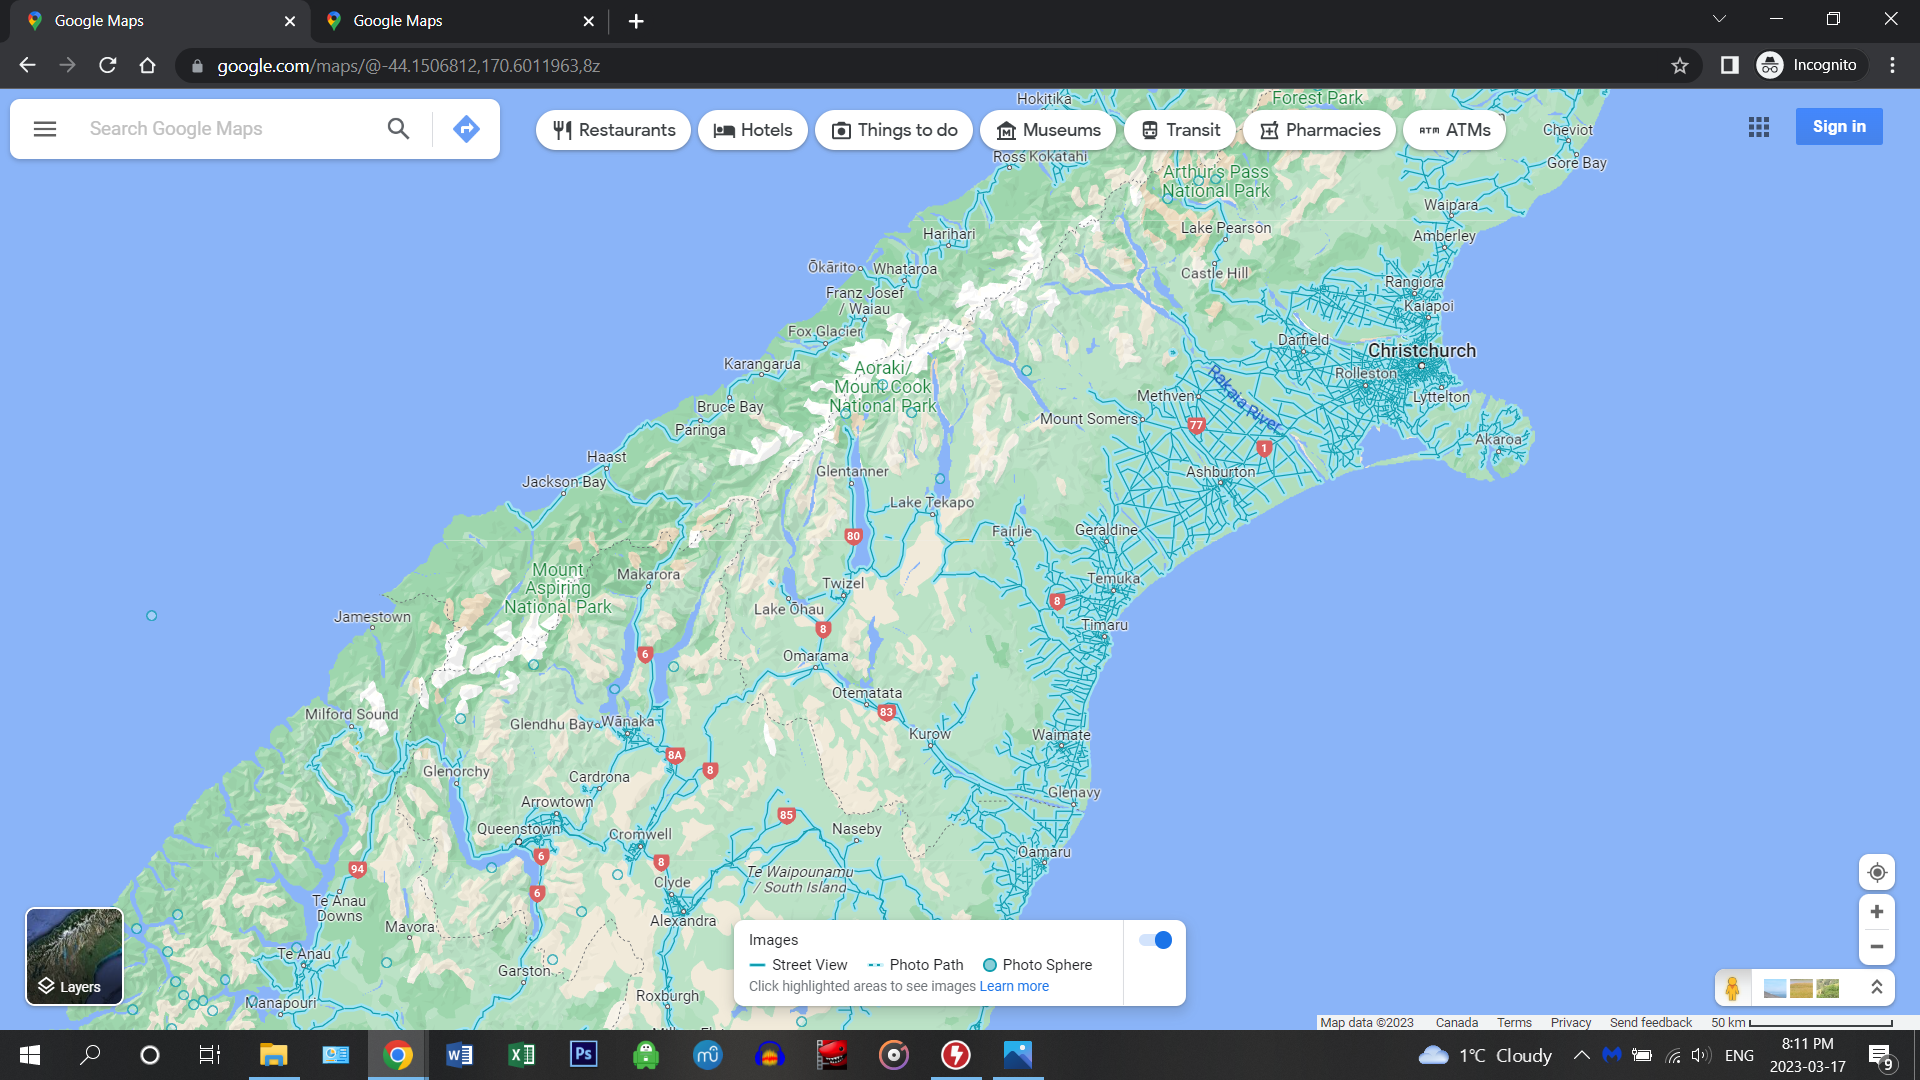 Google Maps
Google Maps
google.com/maps/@-44.1506812,170.6011963,8z
Incognito
Search Google Maps
Restaurants
Hotels
Things to do
Museums
Transit
Pharmacies
ATM
ATMs
Sign in
Hokitika
Forest Park
Cheviot
Gore Bay
Ross
Kokatahi
Arthur's Pass
National Park
Waipara
Lake Pearson
Amberley
Harihari
Ōkārito
Whataroa
Castle Hill
Rangiora
Franz Josef
/ Waiau
Kaiapoi
Fox Glacier
Darfield
Christchurch
Karangarua
Aoraki/
Mount Cook
National Park
Rolleston
Rakaia River
Methven
Lyttelton
Bruce Bay
Mount Somers
77
Paringa
1
Akaroa
Haast
Glentanner
Ashburton
Jackson Bay
Lake Tekapo
Fairlie
Geraldine
80
Mount
Aspiring
National Park
Makarora
Twizel
Temuka
Lake Ōhau
8
Jamestown
8
Timaru
6
Omarama
Otematata
83
Milford Sound
Glendhu Bay
Wānaka
Kurow
Waimate
8A
8
Glenorchy
Cardrona
Glenavy
Arrowtown
85
Queenstown
Cromwell
Naseby
6
8
Oamaru
94
Te Waipounamu
/ South Island
Clyde
6
Te Anau
Downs
Alexandra
Mavora
Te Anau
Garston
Roxburgh
Manapouri
Layers
Images
Street View
Photo Path
Photo Sphere
Click highlighted areas to see images Learn more
Map data ©2023
Canada
Terms
Privacy
Send feedback
50 km
1°C Cloudy
ENG
8:11 PM
2023-03-17
9